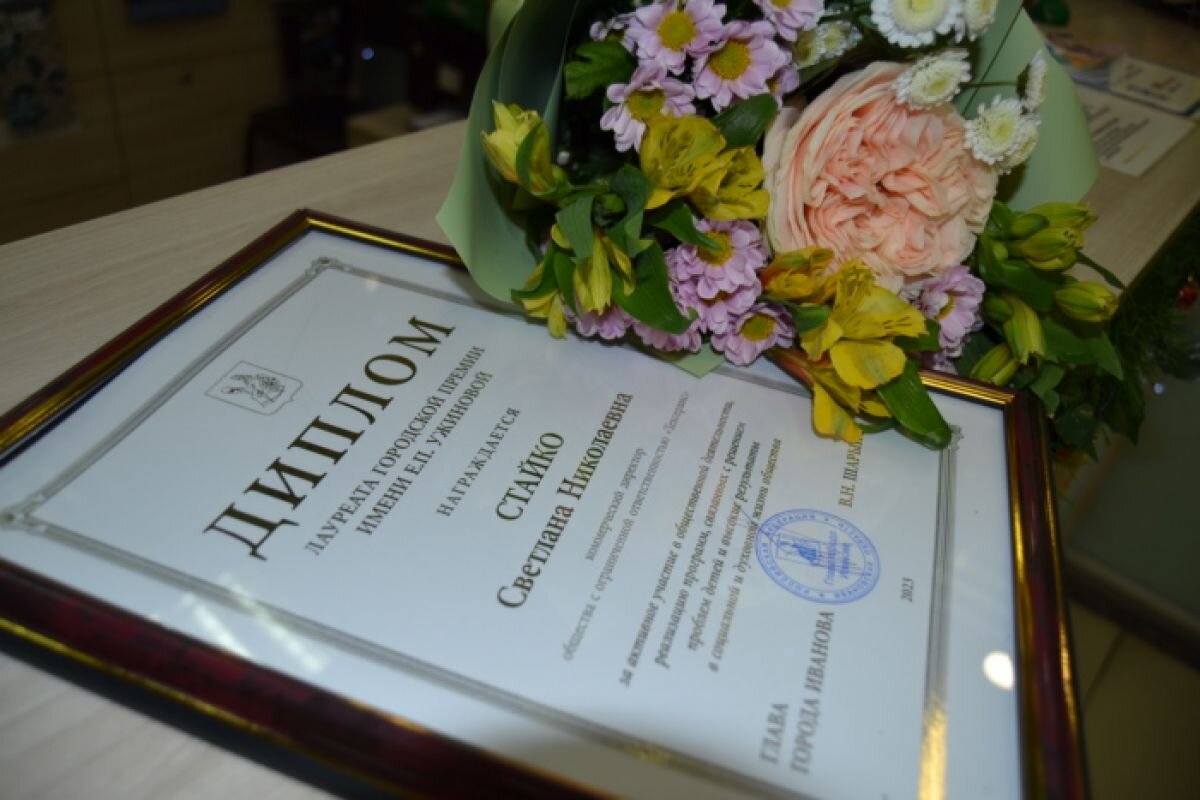 ДИПЛОМ
ЛАУРЕАТА ГОРОДСКОЙ ПРЕМИИ
ИМЕНИ Е.П. УЖИНОВОЙ
НАГРАЖДАЕТСЯ
СТАЙКО
Светлана Николаевна
коммерческий директор
общества с ограниченной ответственностью
за активное участие в общественной деятельности,
реализацию программ, связанных с решением
проблем детей и высокие результаты
в социальной и духовной жизни общества
ГЛАВА
ГОРОДА ИВАНОВА
В.Н. ШАРЫ
2023